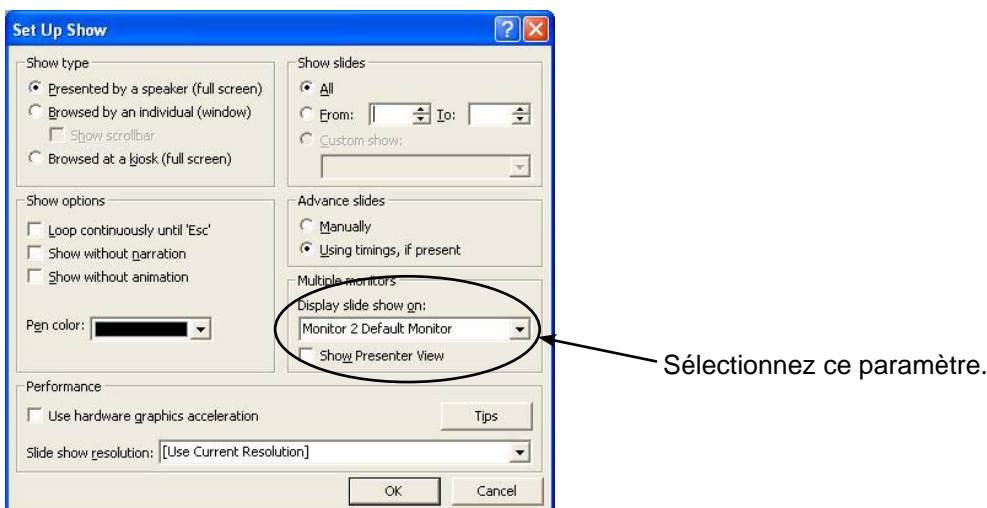 Set Up Show
Show type
Presented by a speaker (full screen)
Browsed by an individual (window)
Show scrollbar
Browsed at a kiosk (full screen)
Show slides
All
From: To:
Custom show:
Show options
Loop continuously until 'Esc'
Show without narration
Show without animation
Pen color:
Advance slides
Manually
Using timings, if present
Multiple monitors
Display slide show on:
Monitor 2 Default Monitor
Show Presenter View
Sélectionnez ce paramètre.
Performance
Use hardware graphics acceleration
Tips
Slide show resolution: [Use Current Resolution]
OK Cancel